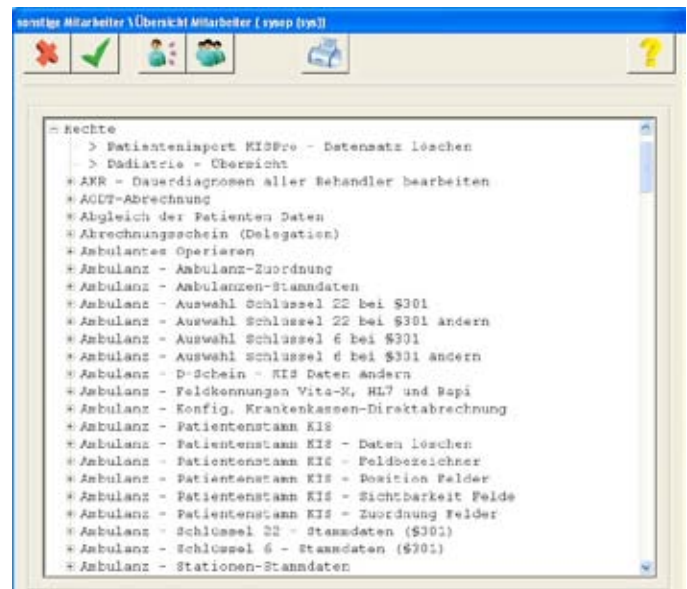 sonstige Mitarbeiter \ Übersicht Mitarbeiter ( sysop (sys))
Rechte
> Patientenimport KISPro - Datensatz löschen
> Pädiatrie - Übersicht
AKR - Dauerdiagnosen aller Behandler bearbeiten
AODT-Abrechnung
Abgleich der Patienten Daten
Abrechnungsschein (Delegation)
Ambulantes Operieren
Ambulanz - Ambulanz-Zuordnung
Ambulanz - Ambulanzen-Stammdaten
Ambulanz - Auswahl Schlüssel 22 bei §301
Ambulanz - Auswahl Schlüssel 22 bei §301 ändern
Ambulanz - Auswahl Schlüssel 6 bei §301
Ambulanz - Auswahl Schlüssel 6 bei §301 ändern
Ambulanz - D-Schein - KIS Daten ändern
Ambulanz - Feldkennungen Vita-X, HL7 und Bapi
Ambulanz - Konfig. Krankenkassen-Direktabrechnung
Ambulanz - Patientenstamm KIS
Ambulanz - Patientenstamm KIS - Daten löschen
Ambulanz - Patientenstamm KIS - Feldbezeichner
Ambulanz - Patientenstamm KIS - Position Felder
Ambulanz - Patientenstamm KIS - Sichtbarkeit Felde
Ambulanz - Patientenstamm KIS - Zuordnung Felder
Ambulanz - Schlüssel 22 - Stammdaten (§301)
Ambulanz - Schlüssel 6 - Stammdaten (§301)
Ambulanz - Stationen-Stammdaten